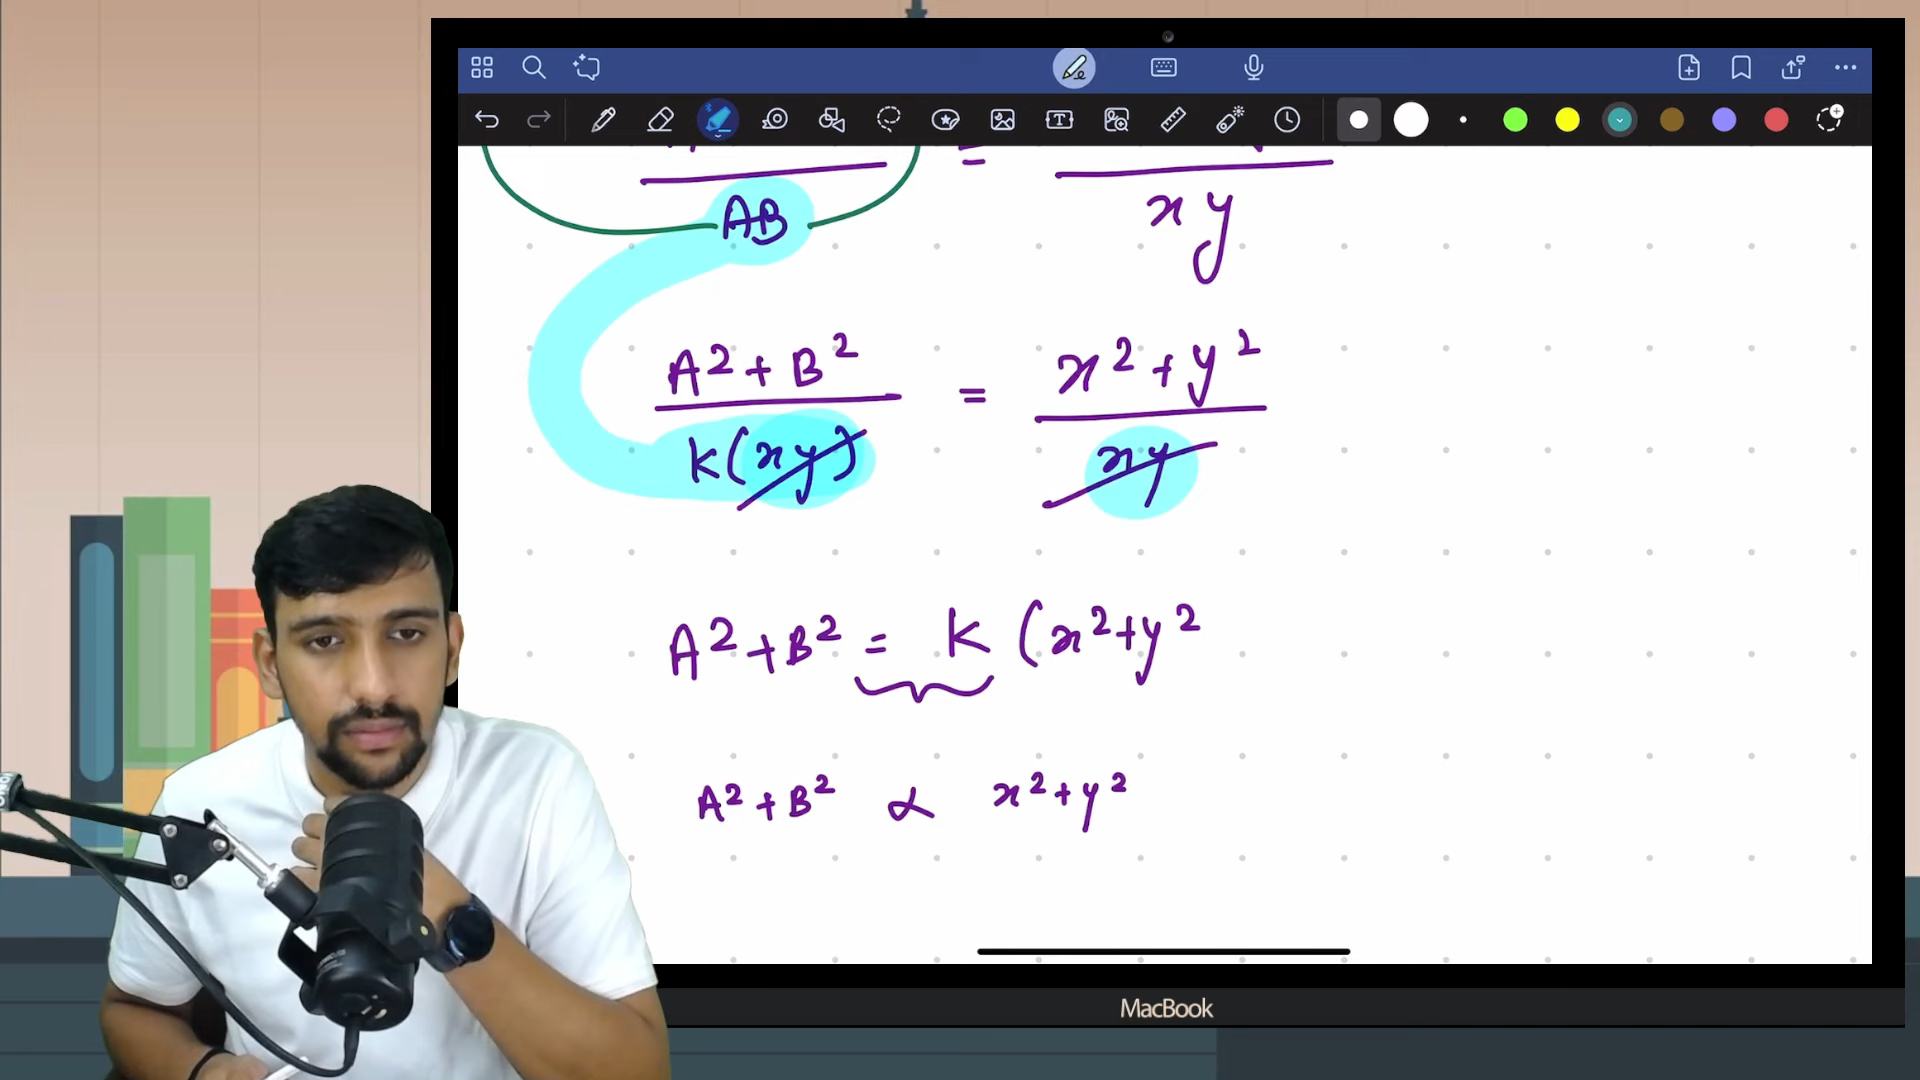 AB = xy
A² + B² / k(xy) = x² + y² / xy
A² + B² = k (x² + y²
A² + B² ∝ x² + y²
MacBook